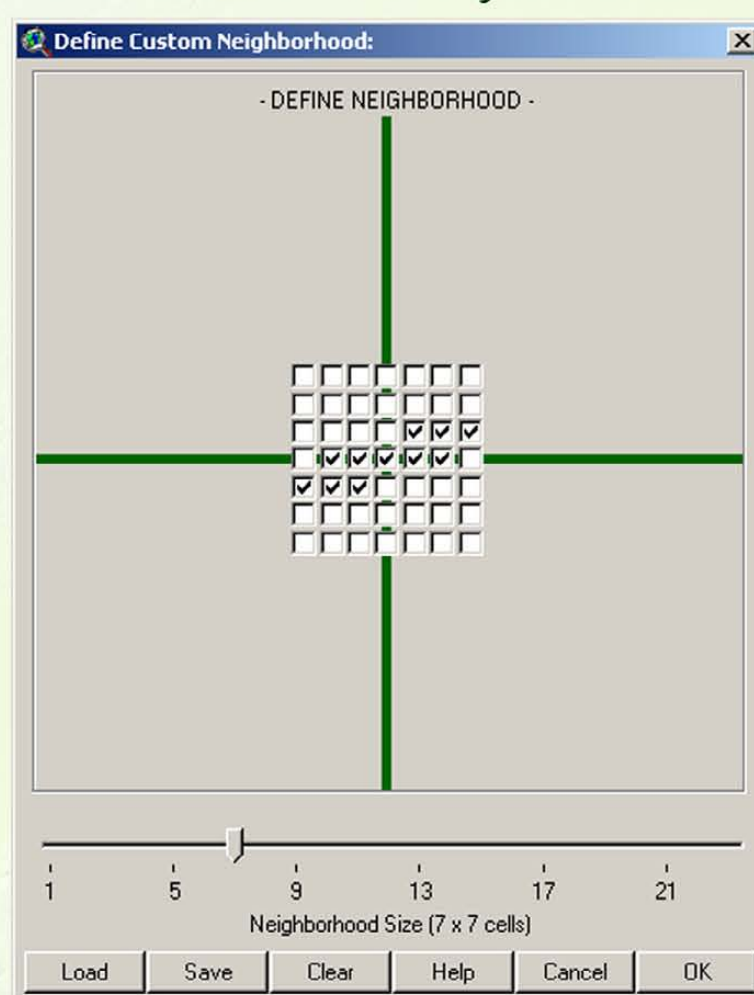 Define Custom Neighborhood:
- DEFINE NEIGHBORHOOD -
1 5 9 13 17 21
Neighborhood Size (7 x 7 cells)
Load Save Clear Help Cancel OK